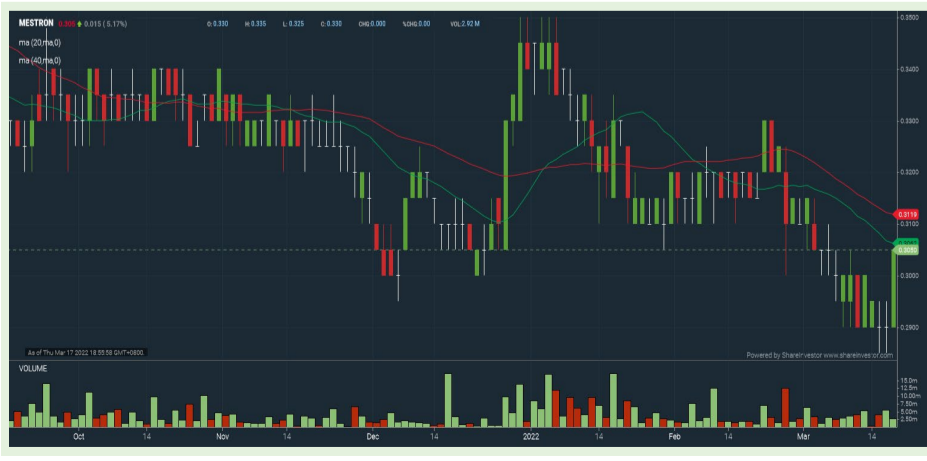 MESTRON 0.305 0.015 ( 5.17%) O: 0.330 H: 0.335 L: 0.325 C: 0.330 CHG:0.000 %CHG:0.00 VOL:2.92 M
ma (20,ma,0)
ma (40,ma,0)
0.3500
0.3400
0.3300
0.3200
0.3119
0.3100
0.3050
0.3000
0.2900
As of Thu Mar 17 2022 18:55:58 GMT+0800
Powered by ShareInvestor www.shareinvestor.com
VOLUME
15.0m
10.00m
7.50m
5.00m
2.50m
Oct 14 Nov 14 Dec 14 2022 14 Feb 14 Mar 14